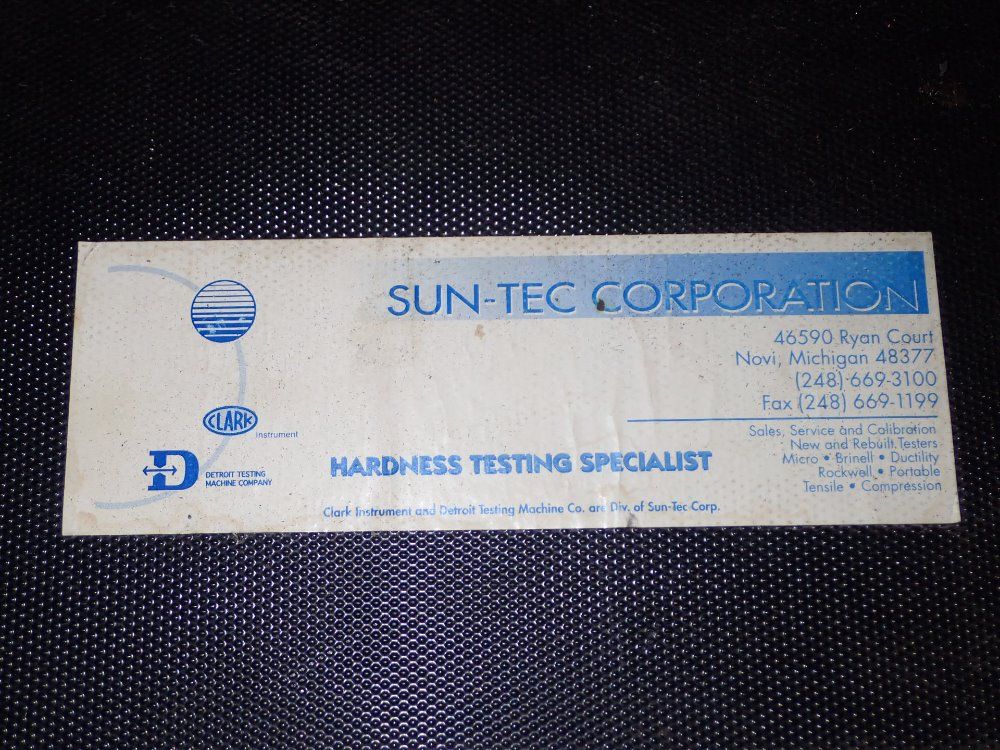 SUN-TEC CORPORATION
46590 Ryan Court
Novi, Michigan 48377
(248) 669-3100
Fax (248) 669-1199
CLARK
Instrument
Sales, Service and Calibration
New and Rebuilt Testers
Micro • Brinell • Ductility
Rockwell • Portable
Tensile • Compression
HARDNESS TESTING SPECIALIST
D
DETROIT TESTING
MACHINE COMPANY
Clark Instrument and Detroit Testing Machine Co. are Div. of Sun-Tec Corp.